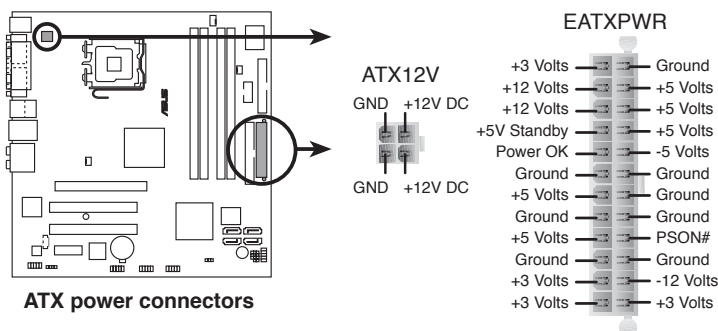 EATXPWR
ATX12V
GND +12V DC
GND +12V DC
+3 Volts Ground
+12 Volts +5 Volts
+12 Volts +5 Volts
+5V Standby +5 Volts
Power OK -5 Volts
Ground Ground
+5 Volts Ground
Ground Ground
+5 Volts PSON#
Ground Ground
+3 Volts -12 Volts
+3 Volts +3 Volts
ASUS
ATX power connectors